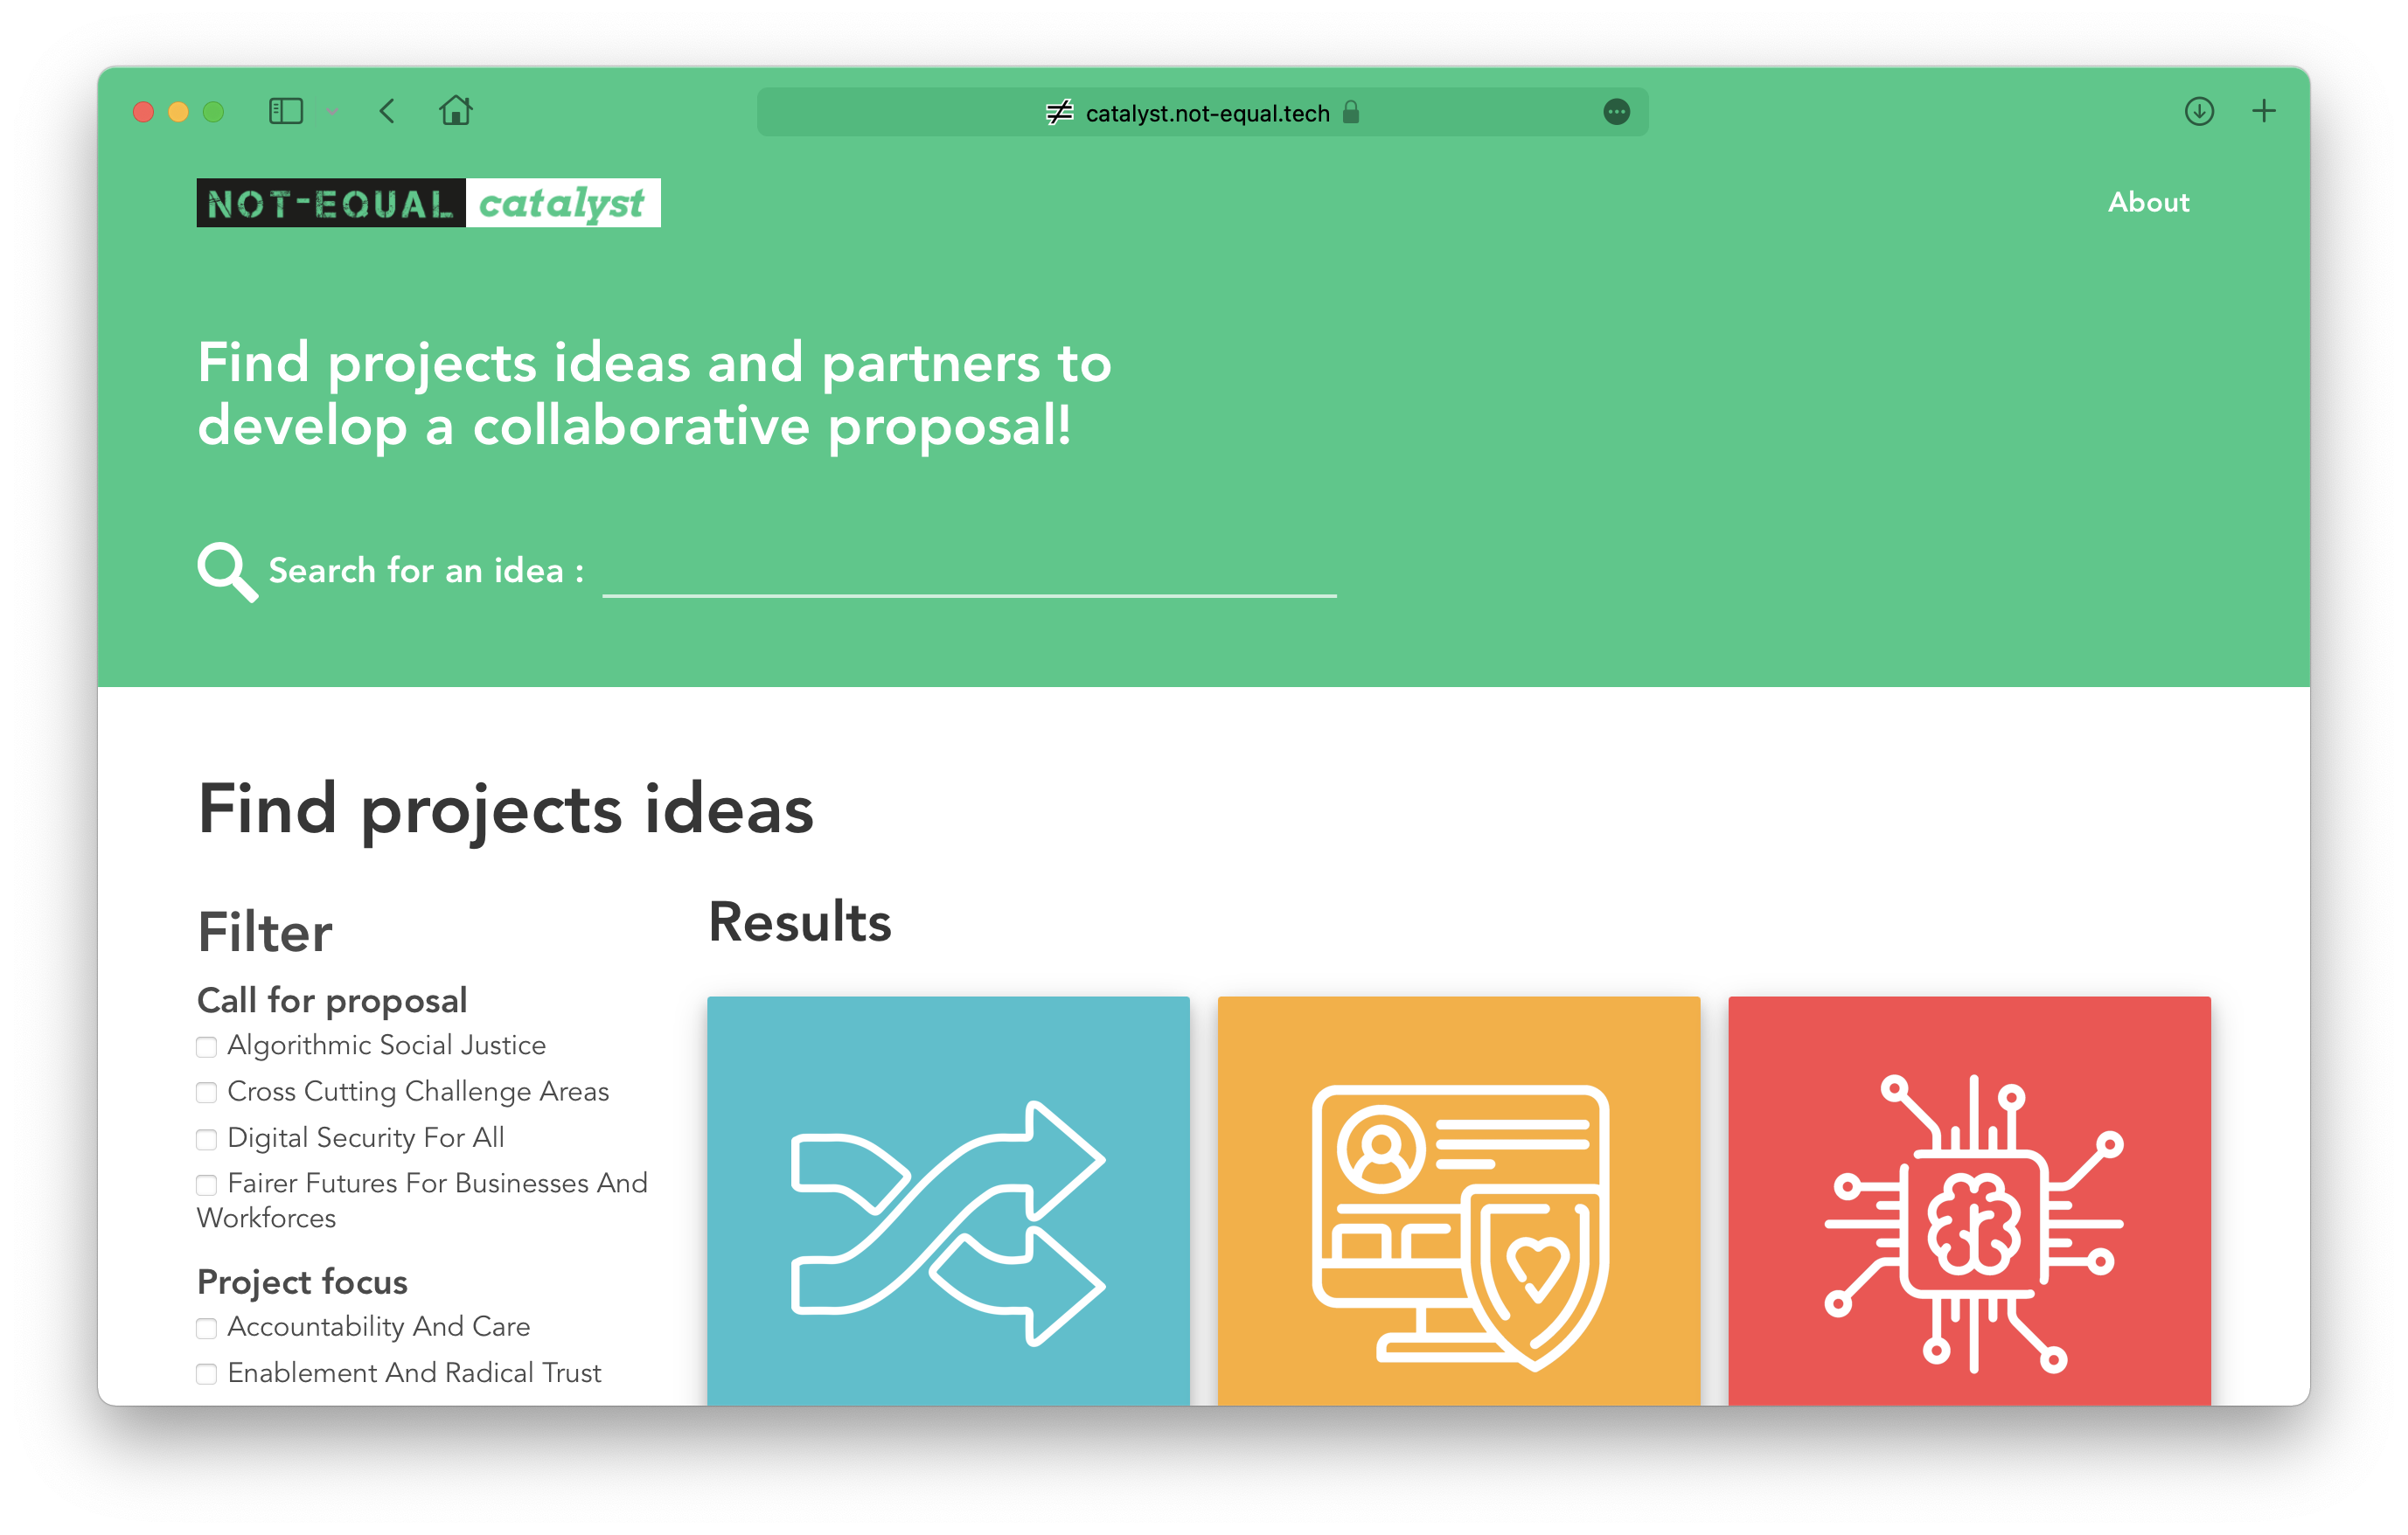 catalyst.not-equal.tech
NOT-EQUAL catalyst
About
Find projects ideas and partners to
develop a collaborative proposal!
Search for an idea :
Find projects ideas
Filter
Call for proposal
Algorithmic Social Justice
Cross Cutting Challenge Areas
Digital Security For All
Fairer Futures For Businesses And
Workforces
Project focus
Accountability And Care
Enablement And Radical Trust
Results